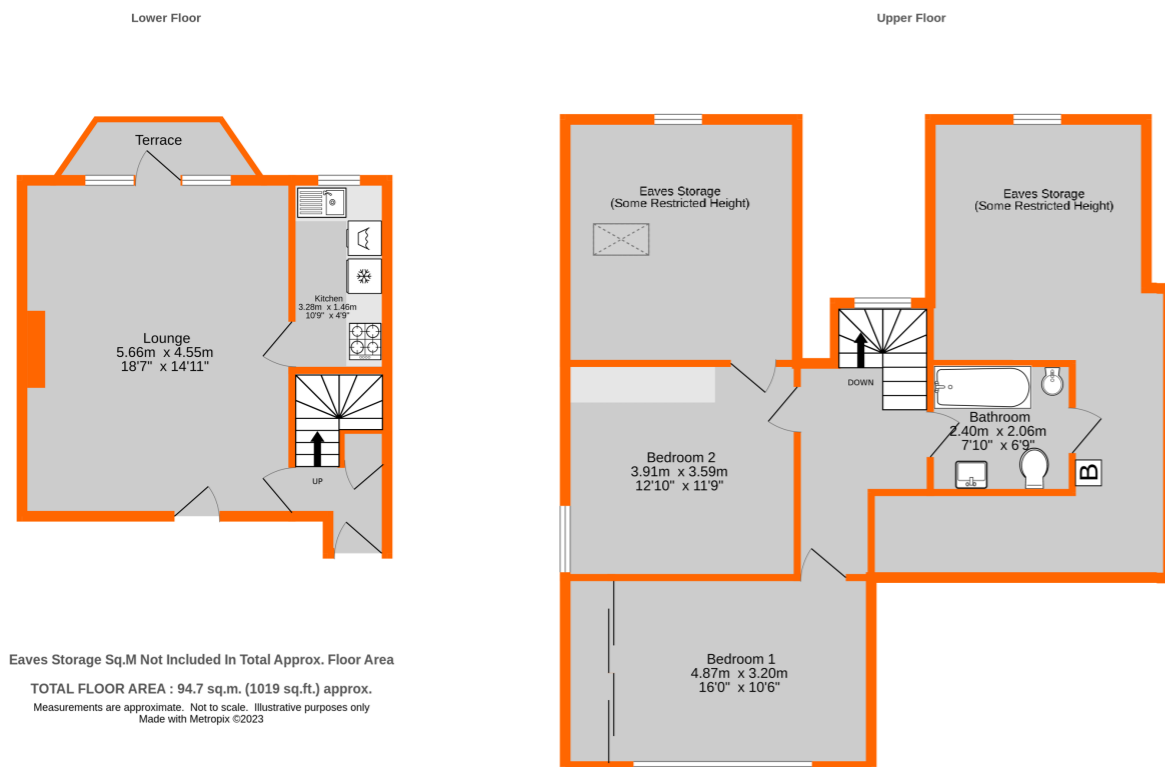 Lower Floor
Upper Floor
Terrace
Kitchen
3.28m x 1.46m
10'9" x 4'9"
Lounge
5.66m x 4.55m
18'7" x 14'11"
UP
Eaves Storage
(Some Restricted Height)
Eaves Storage
(Some Restricted Height)
DOWN
Bathroom
2.40m x 2.06m
7'10" x 6'9"
B
Bedroom 2
3.91m x 3.59m
12'10" x 11'9"
Bedroom 1
4.87m x 3.20m
16'0" x 10'6"
Eaves Storage Sq.M Not Included In Total Approx. Floor Area
TOTAL FLOOR AREA : 94.7 sq.m. (1019 sq.ft.) approx.
Measurements are approximate. Not to scale. Illustrative purposes only
Made with Metropix ©2023